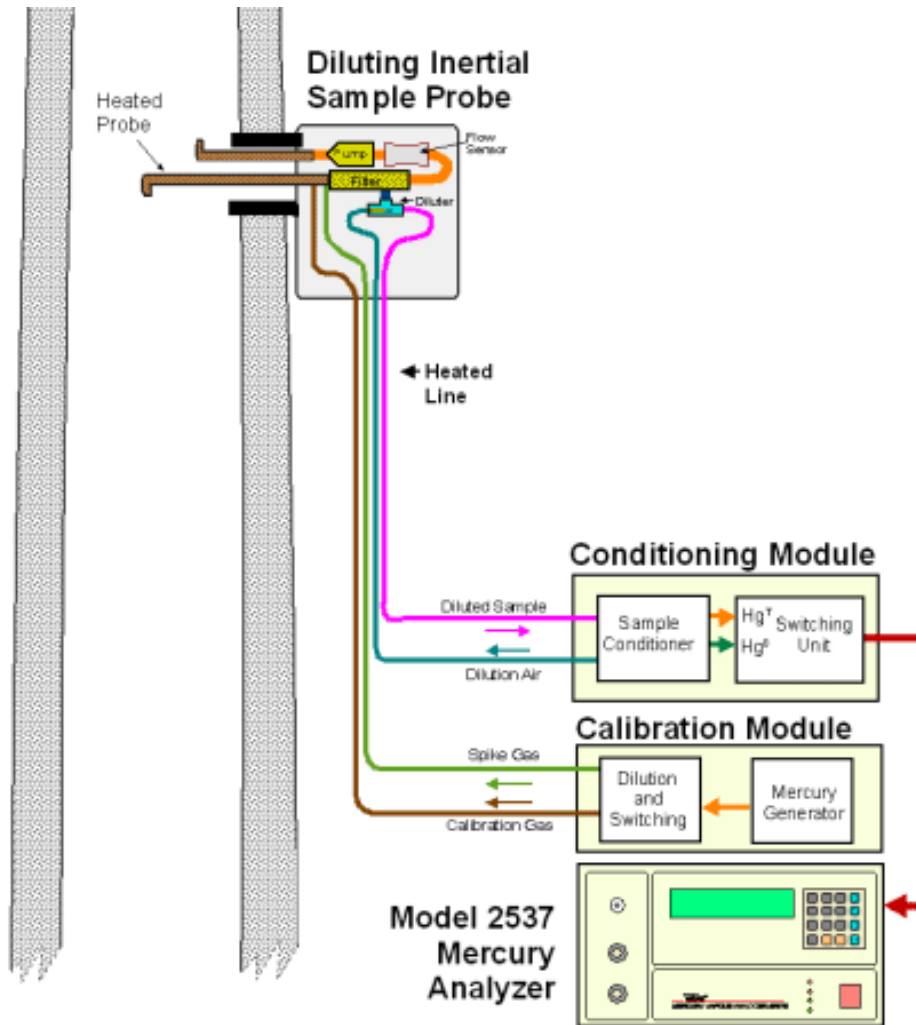 Diluting Inertial
Sample Probe
Heated
Probe
Flow
Sensor
Pump
Filter
Diluter
Heated
Line
Conditioning Module
Diluted Sample
Dilution Air
Sample
Conditioner
Hgᵀ
Hg⁰
Switching
Unit
Calibration Module
Spike Gas
Calibration Gas
Dilution
and
Switching
Mercury
Generator
Model 2537
Mercury
Analyzer